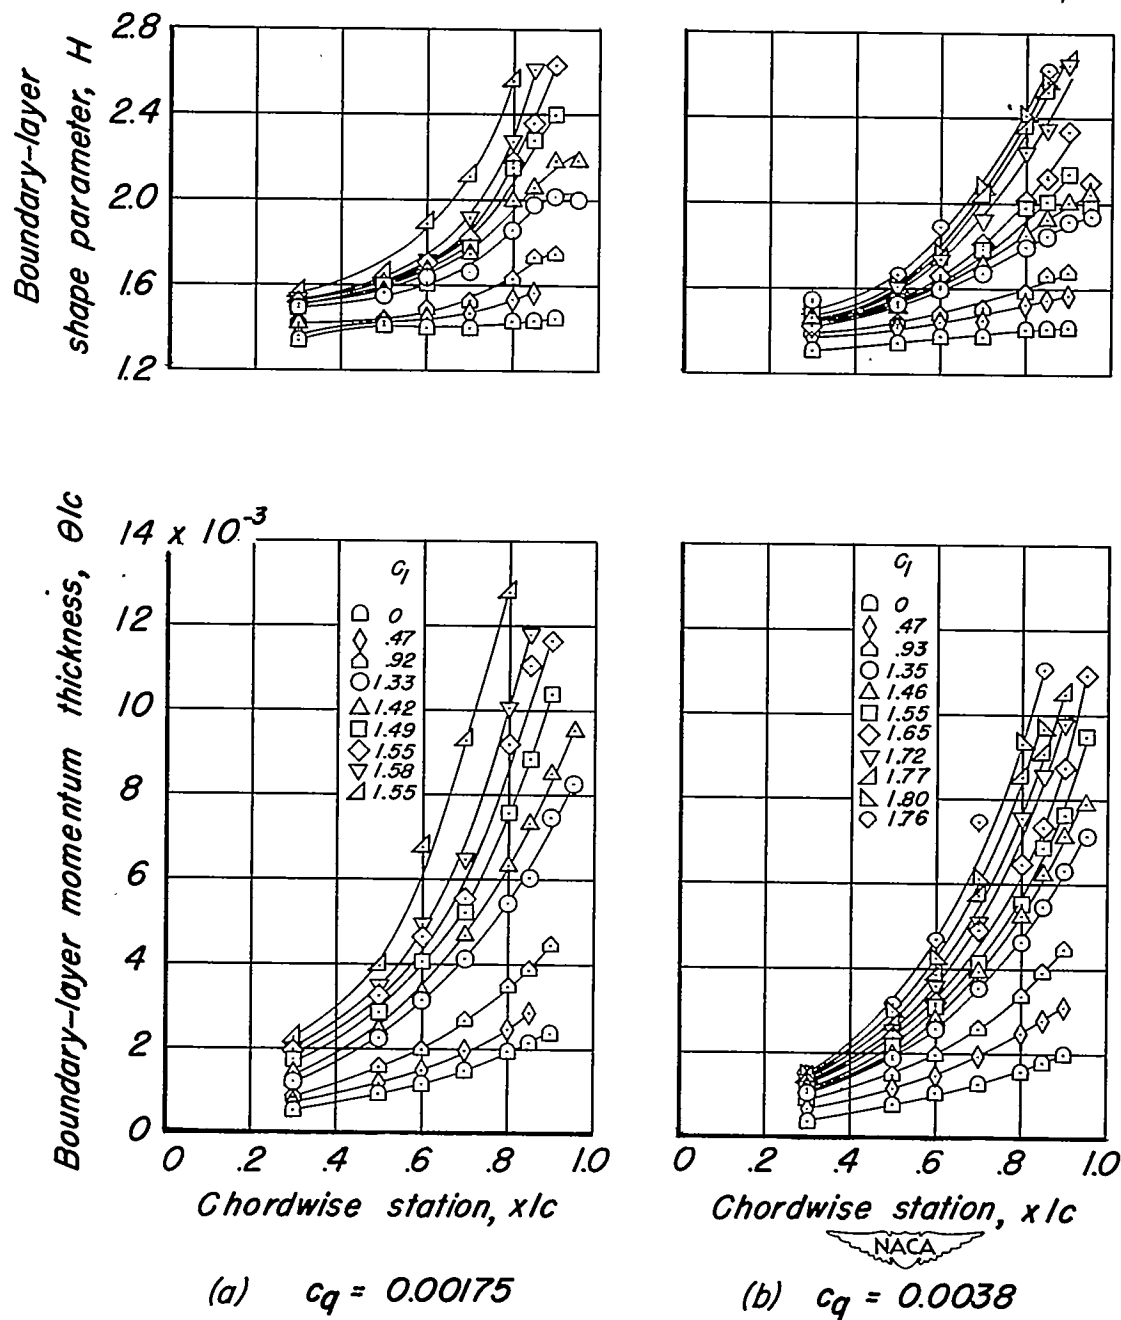 Boundary-layer
shape parameter, H
2.8
2.4
2.0
1.6
1.2
Boundary-layer momentum thickness, θ/c
14 x 10-3
12
10
8
6
4
2
0
cl
0
.47
.92
1.33
1.42
1.49
1.55
1.58
1.55
0 .2 .4 .6 .8 1.0
Chordwise station, x/c
(a) cq = 0.00175
cl
0
.47
.93
1.35
1.46
1.55
1.65
1.72
1.77
1.80
1.76
0 .2 .4 .6 .8 1.0
Chordwise station, x/c
NACA
(b) cq = 0.0038